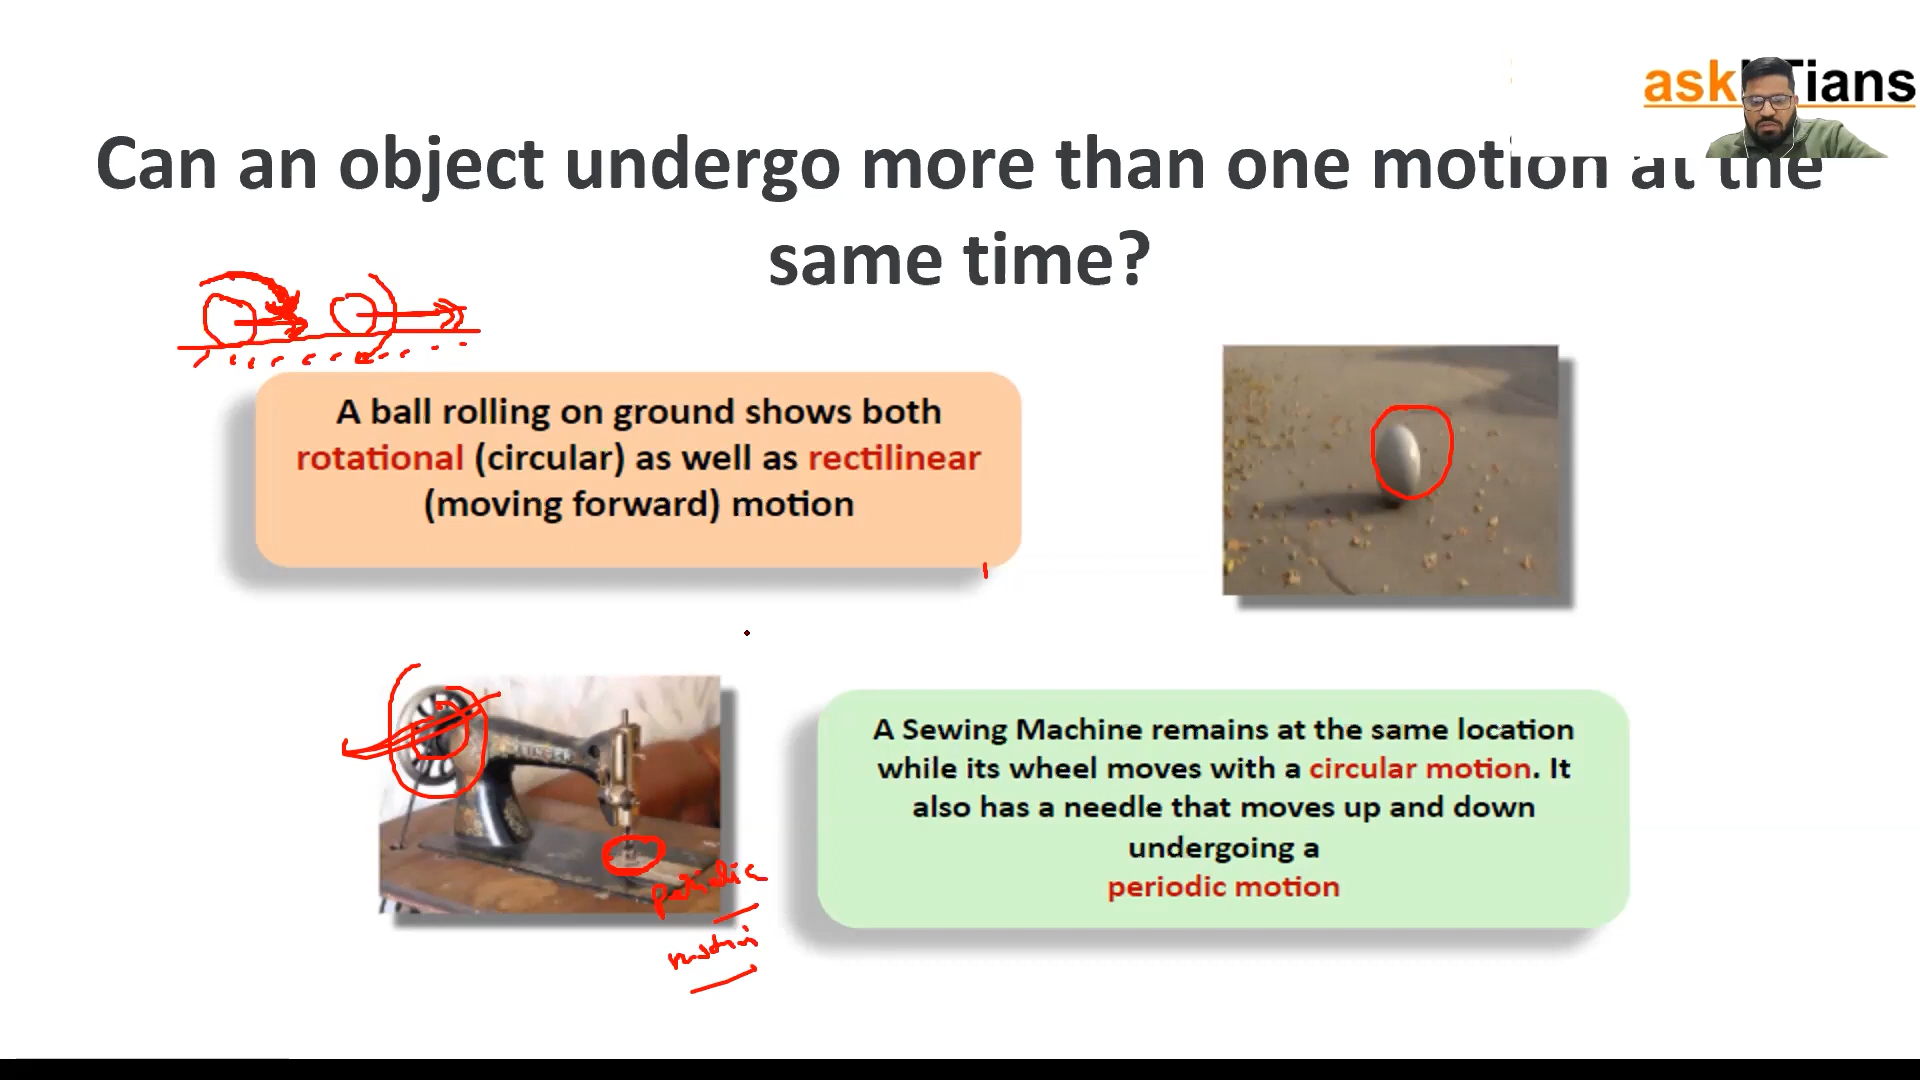 askIITians
Can an object undergo more than one motion at the
same time?
A ball rolling on ground shows both
rotational (circular) as well as rectilinear
(moving forward) motion
SINGER
A Sewing Machine remains at the same location
while its wheel moves with a circular motion. It
also has a needle that moves up and down
undergoing a
periodic motion
periodic
motion